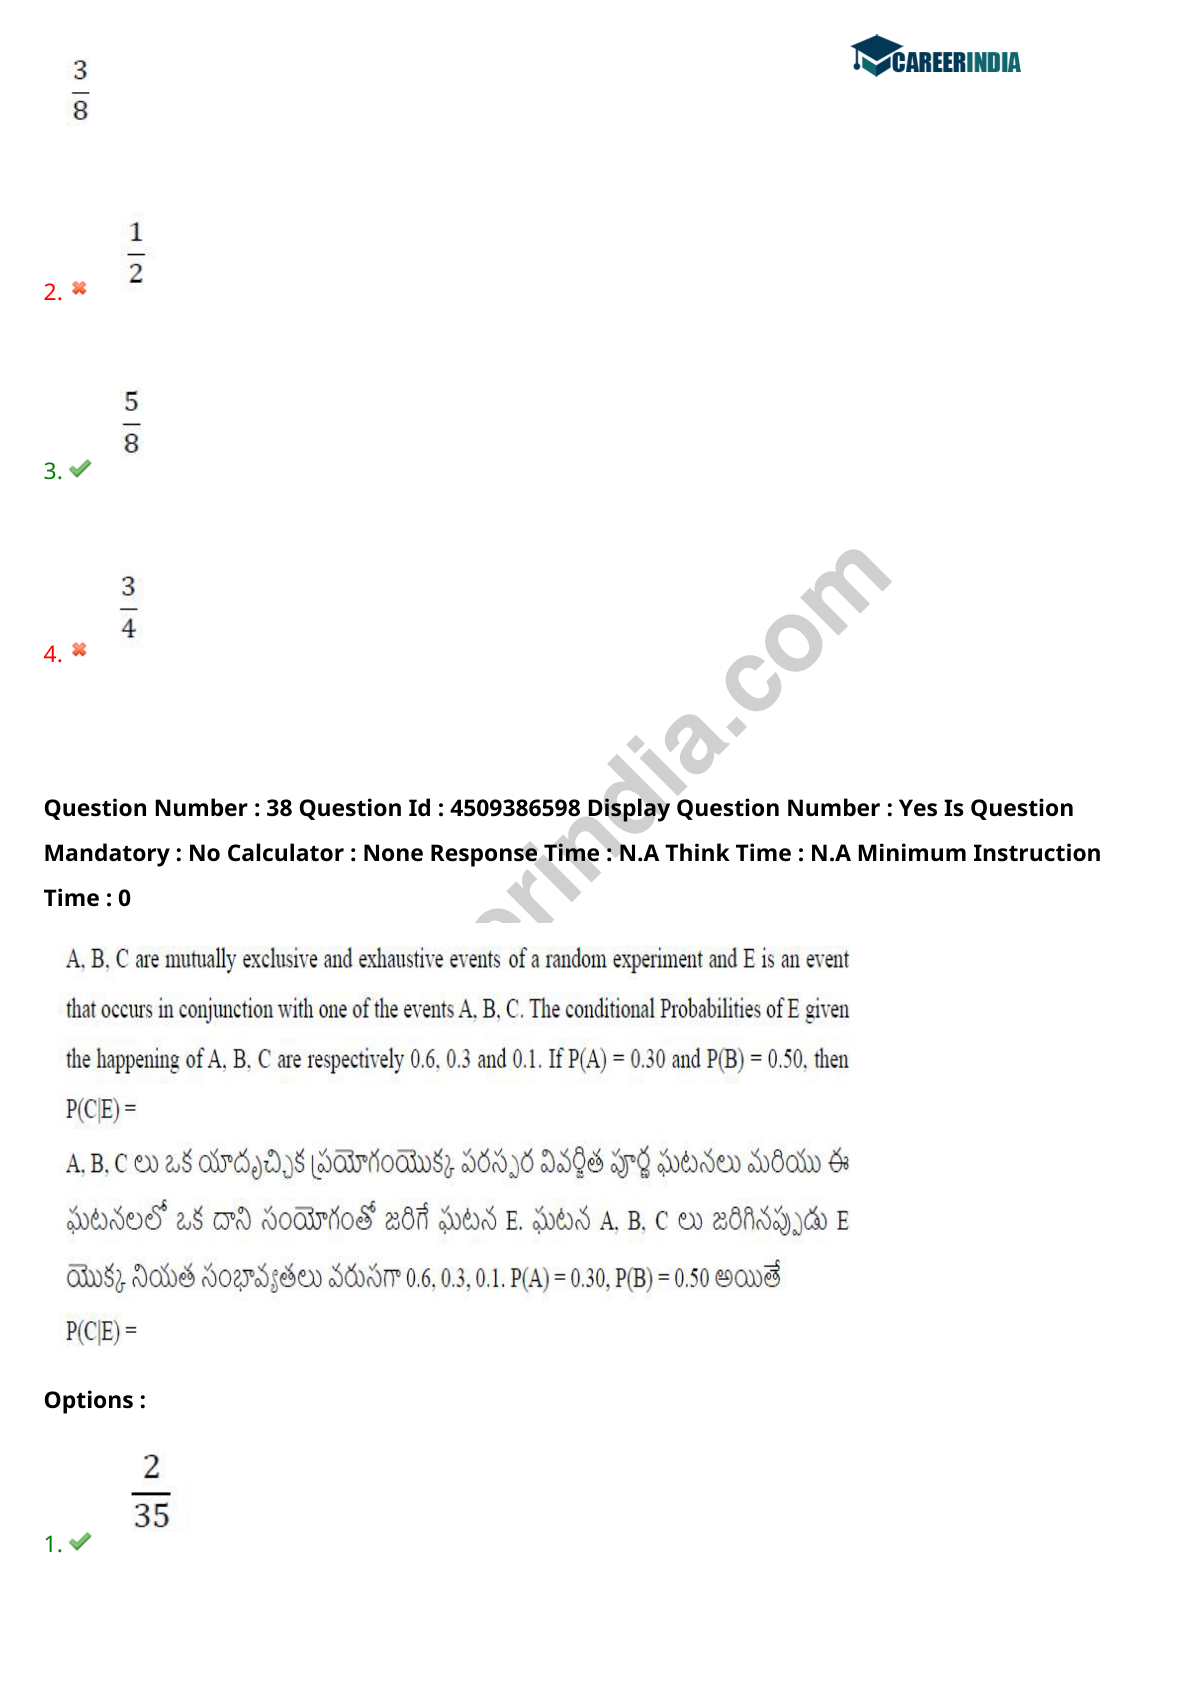 CAREERINDIA
3
8
1
2
2.
5
8
3.
3
4
4.
Question Number : 38 Question Id : 4509386598 Display Question Number : Yes Is Question
Mandatory : No Calculator : None Response Time : N.A Think Time : N.A Minimum Instruction
Time : 0
A, B, C are mutually exclusive and exhaustive events of a random experiment and E is an event
that occurs in conjunction with one of the events A, B, C. The conditional Probabilities of E given
the happening of A, B, C are respectively 0.6, 0.3 and 0.1. If P(A) = 0.30 and P(B) = 0.50, then
P(C|E) =
A, B, C లు ఒక యాదృచ్ఛిక ప్రయోగంయొక్క పరస్పర వివర్జిత పూర్ణ ఘటనలు మరియు ఈ
ఘటనలలో ఒక దాని సంయోగంతో జరిగే ఘటన E. ఘటన A, B, C లు జరిగినప్పుడు E
యొక్క నియత సంభావ్యతలు వరుసగా 0.6, 0.3, 0.1. P(A) = 0.30, P(B) = 0.50 అయితే
P(C|E) =
Options :
2
35
1.
erindia.com